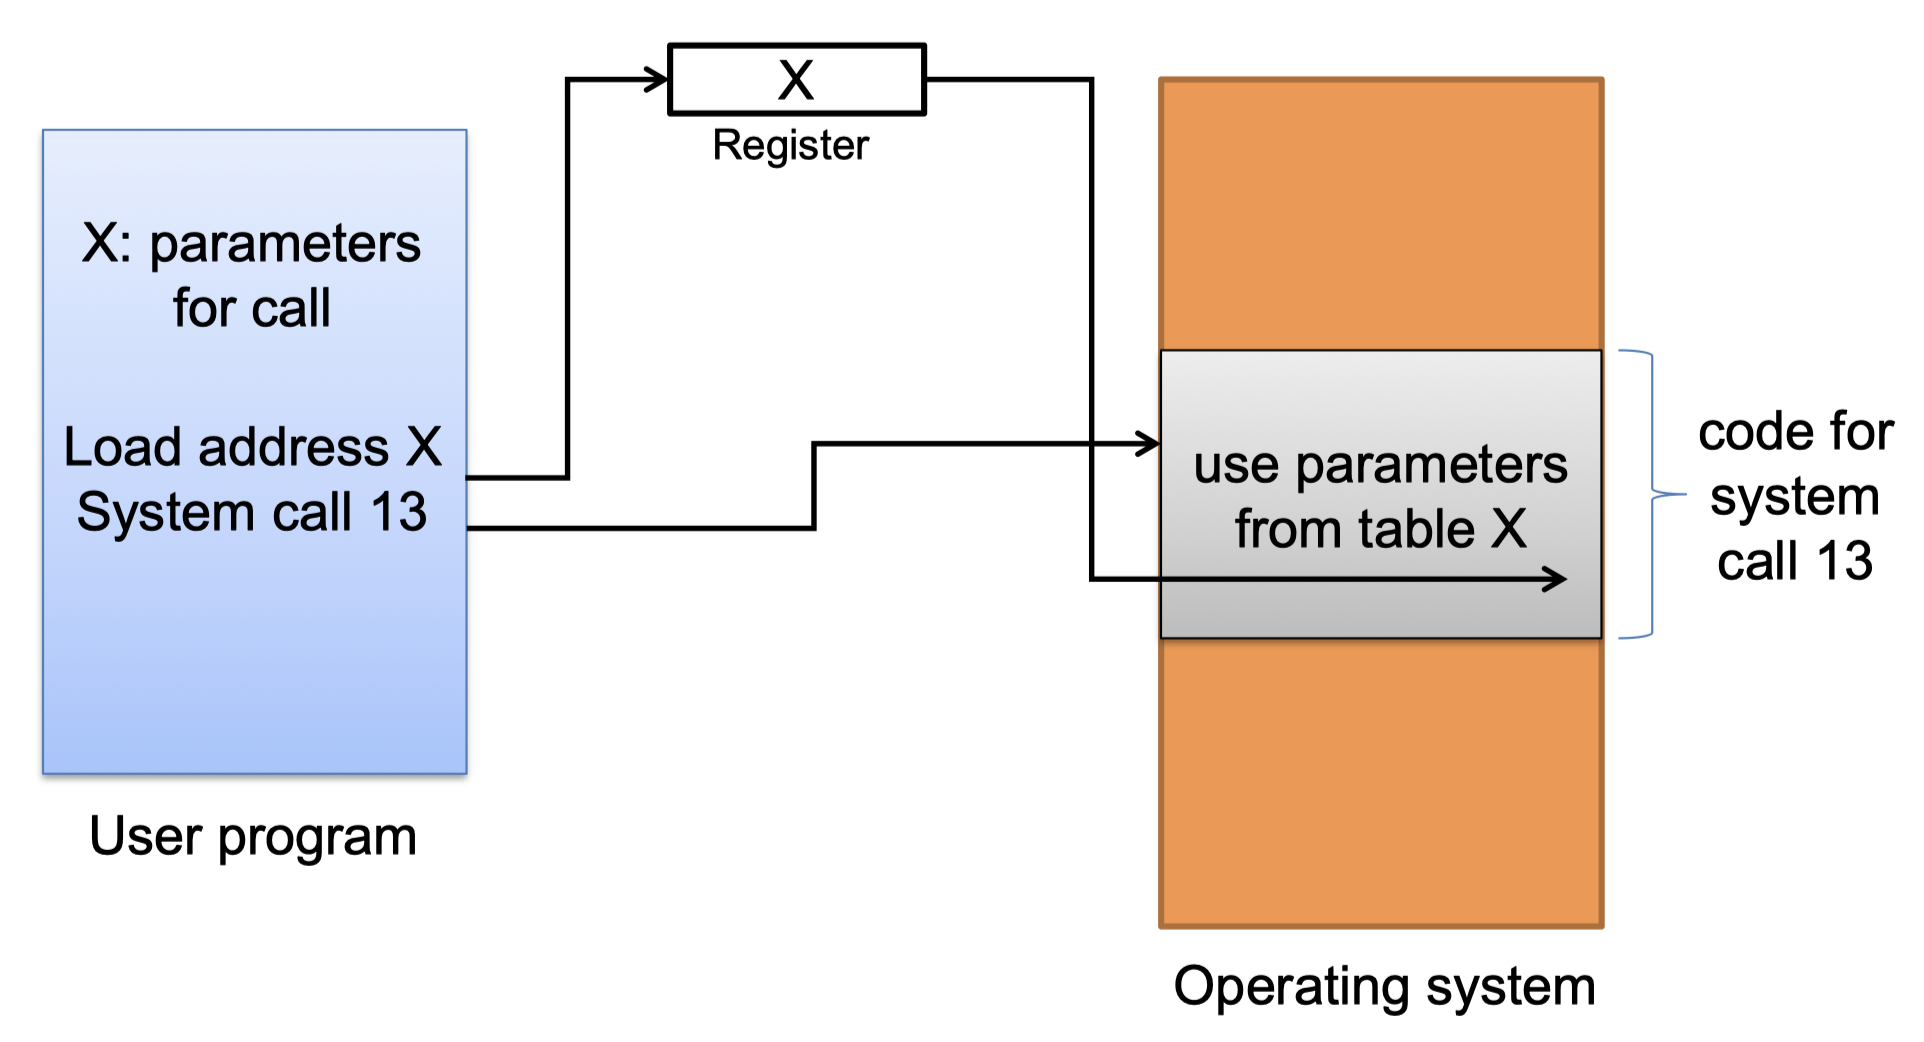 X
Register
X: parameters
for call
Load address X
System call 13
User program
use parameters
from table X
code for
system
call 13
Operating system